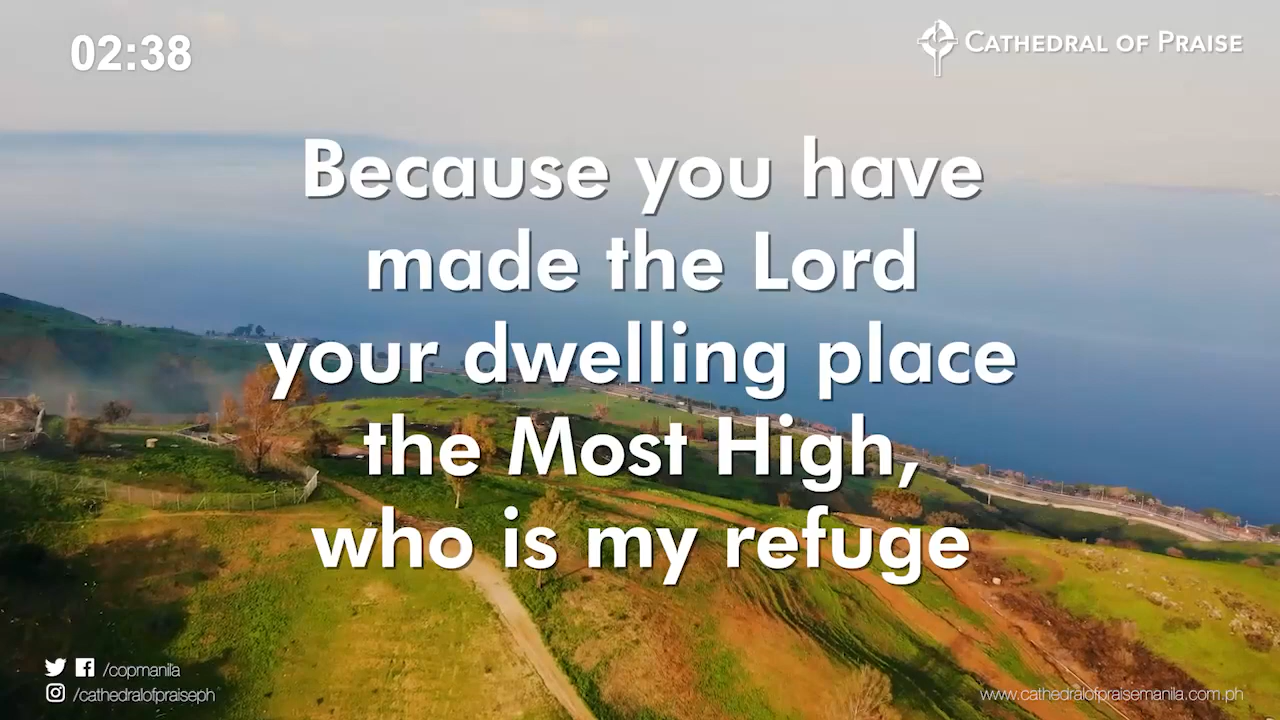 02:38
CATHEDRAL OF PRAISE
Because you have
made the Lord
your dwelling place
the Most High,
who is my refuge
/copmanila
/cathedralofpraiseph
www.cathedralofpraisemanila.com.ph